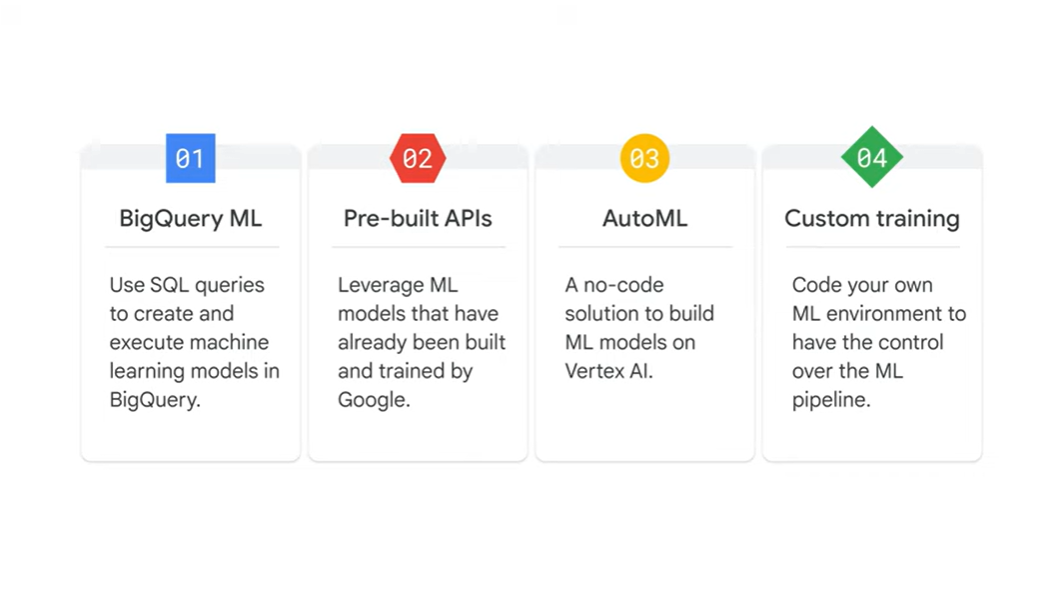 01
BigQuery ML
Use SQL queries
to create and
execute machine
learning models in
BigQuery.
02
Pre-built APIs
Leverage ML
models that have
already been built
and trained by
Google.
03
AutoML
A no-code
solution to build
ML models on
Vertex AI.
04
Custom training
Code your own
ML environment to
have the control
over the ML
pipeline.